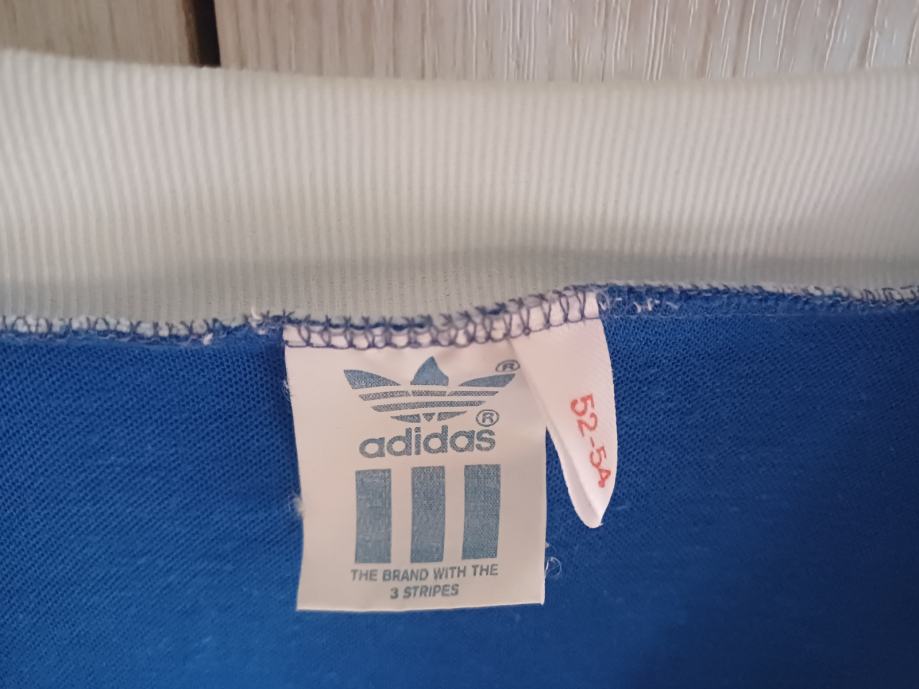 ®
®
adidas
THE BRAND WITH THE
3 STRIPES
52-54